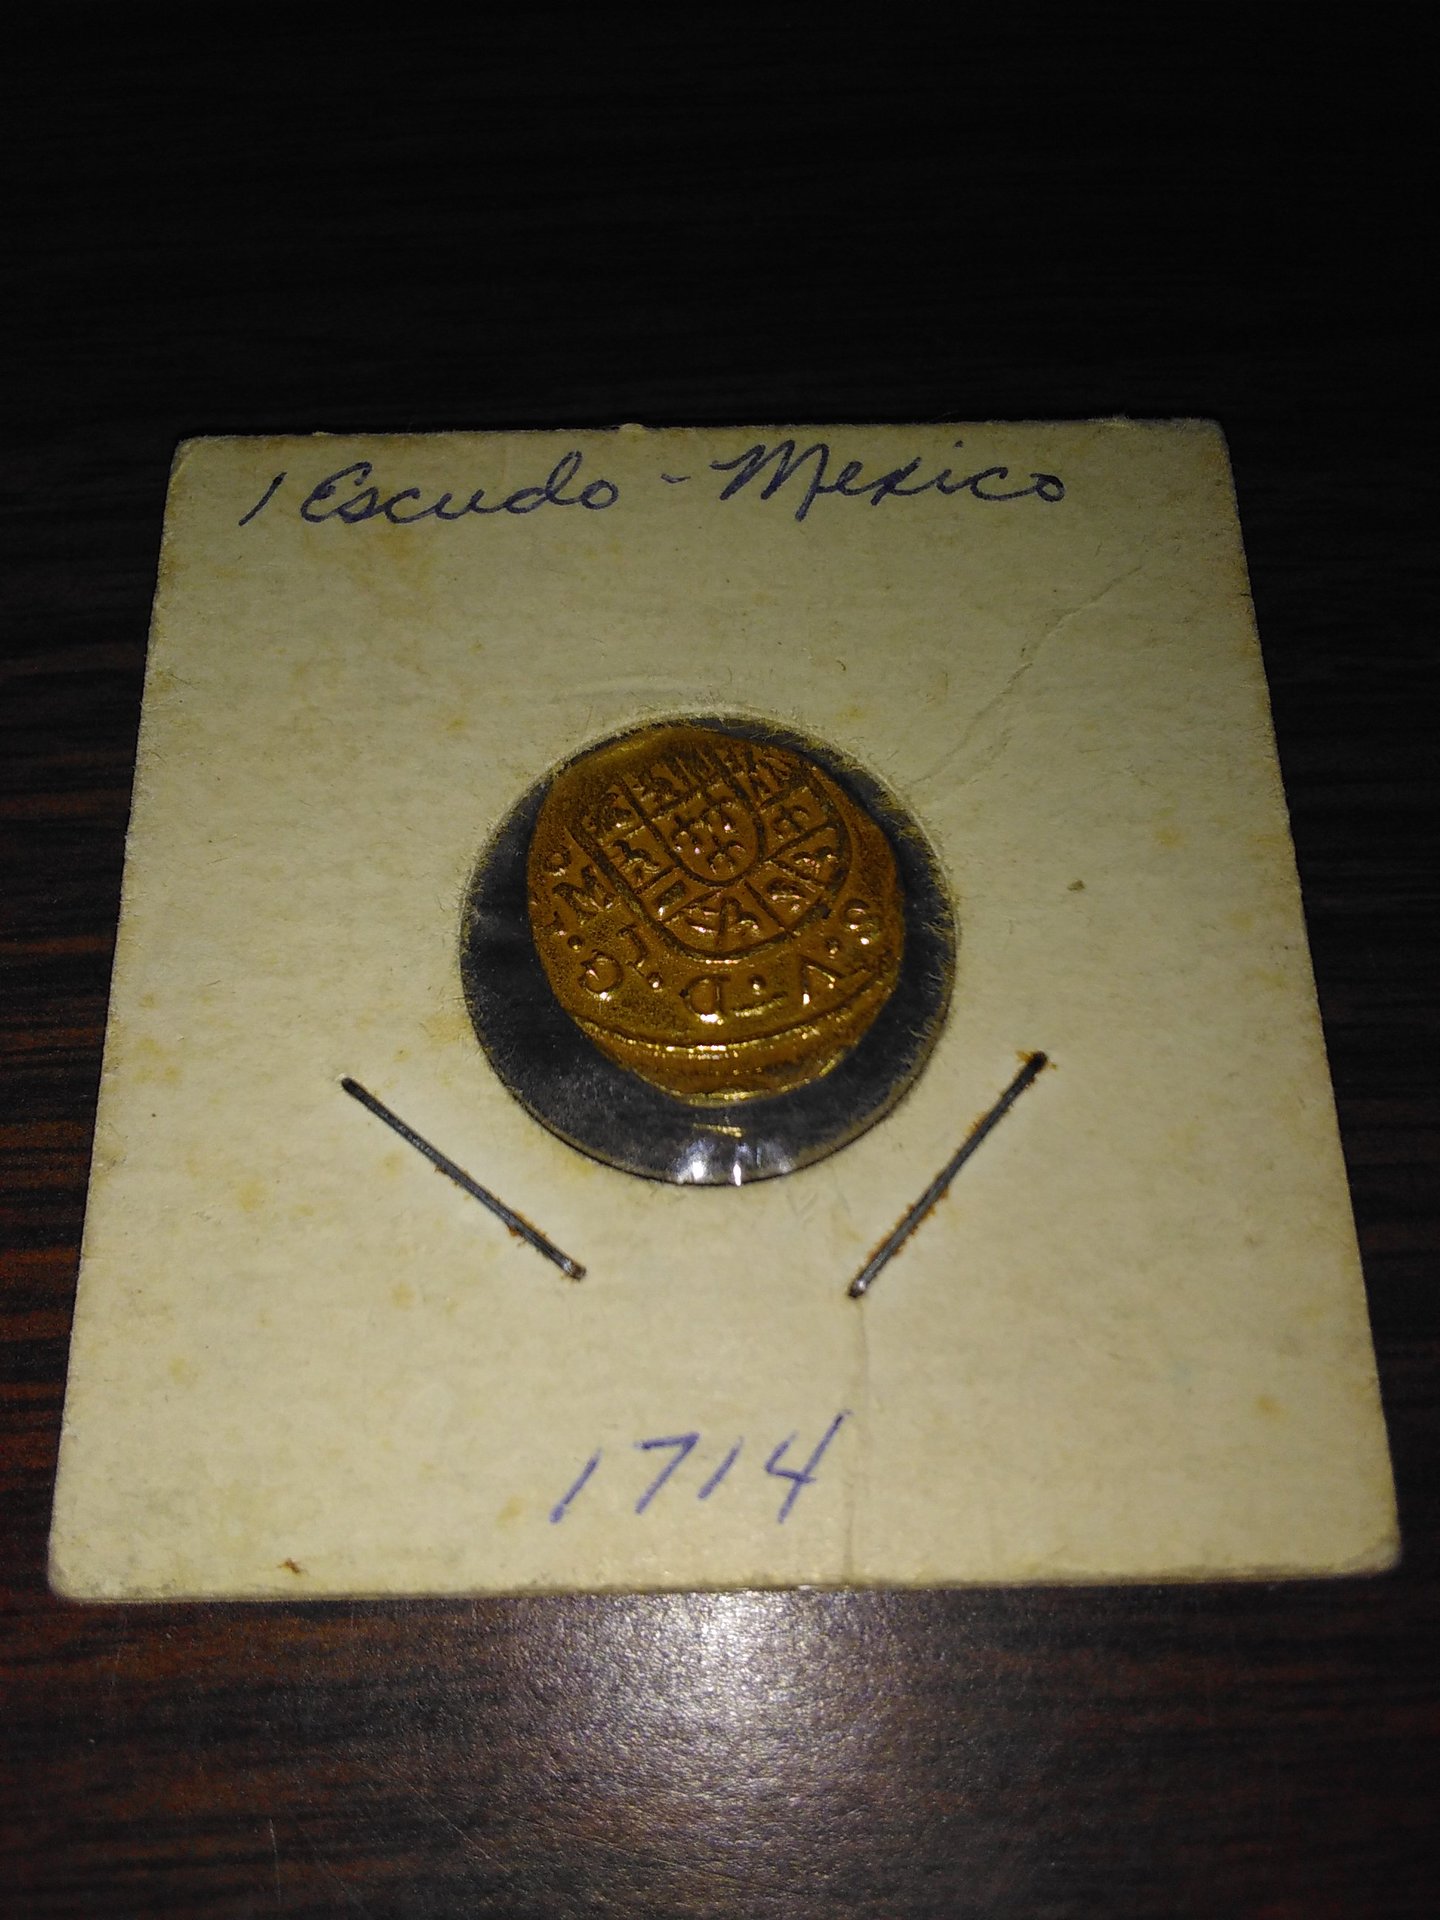 1 Escudo - Mexico
M J
G · D · V · S
1714